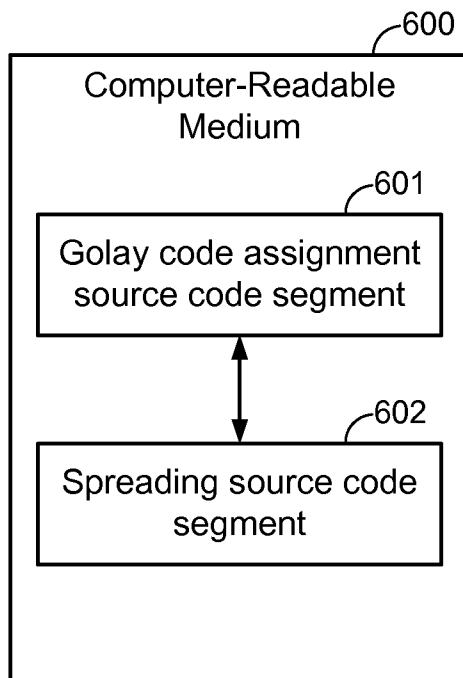 600
Computer-Readable
Medium
601
Golay code assignment
source code segment
602
Spreading source code
segment